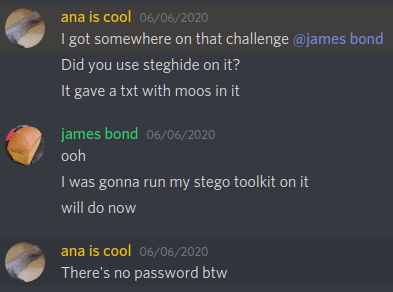 ana is cool 06/06/2020
I got somewhere on that challenge @james bond
Did you use steghide on it?
It gave a txt with moos in it
james bond 06/06/2020
ooh
I was gonna run my stego toolkit on it
will do now
ana is cool 06/06/2020
There's no password btw